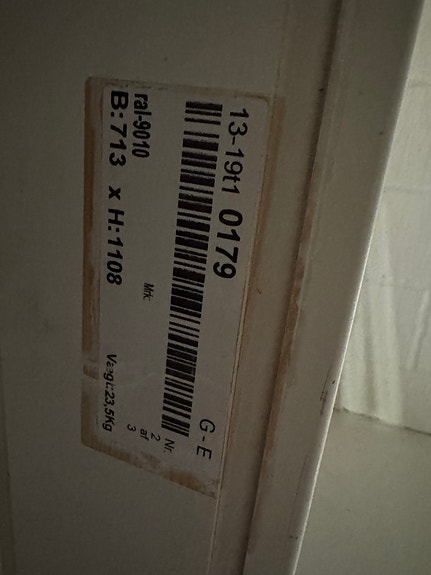 13-19t1 0179 G - E
Nr. 2 af 3
Mrk:
ral-9010
B:713 x H:1108 Vægt:23,5Kg